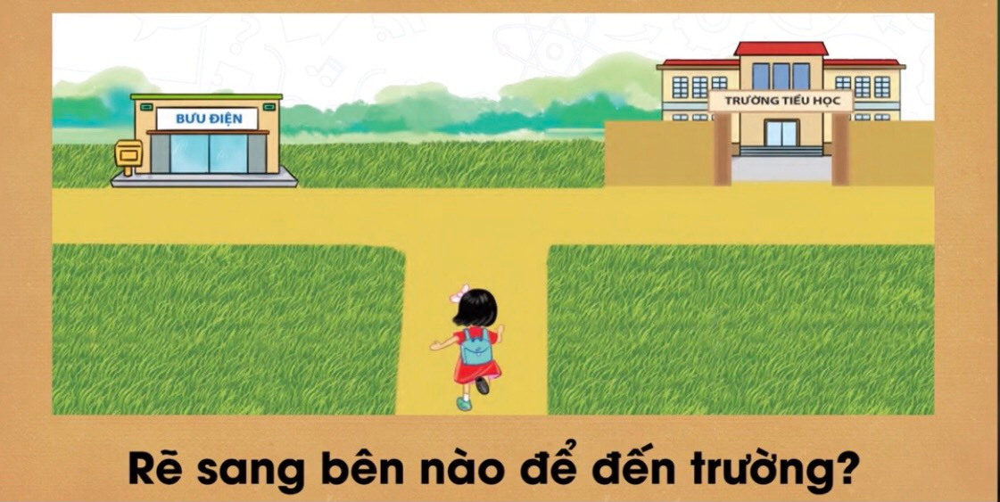 BƯU ĐIỆN
TRƯỜNG TIỂU HỌC
Rẽ sang bên nào để đến trường?